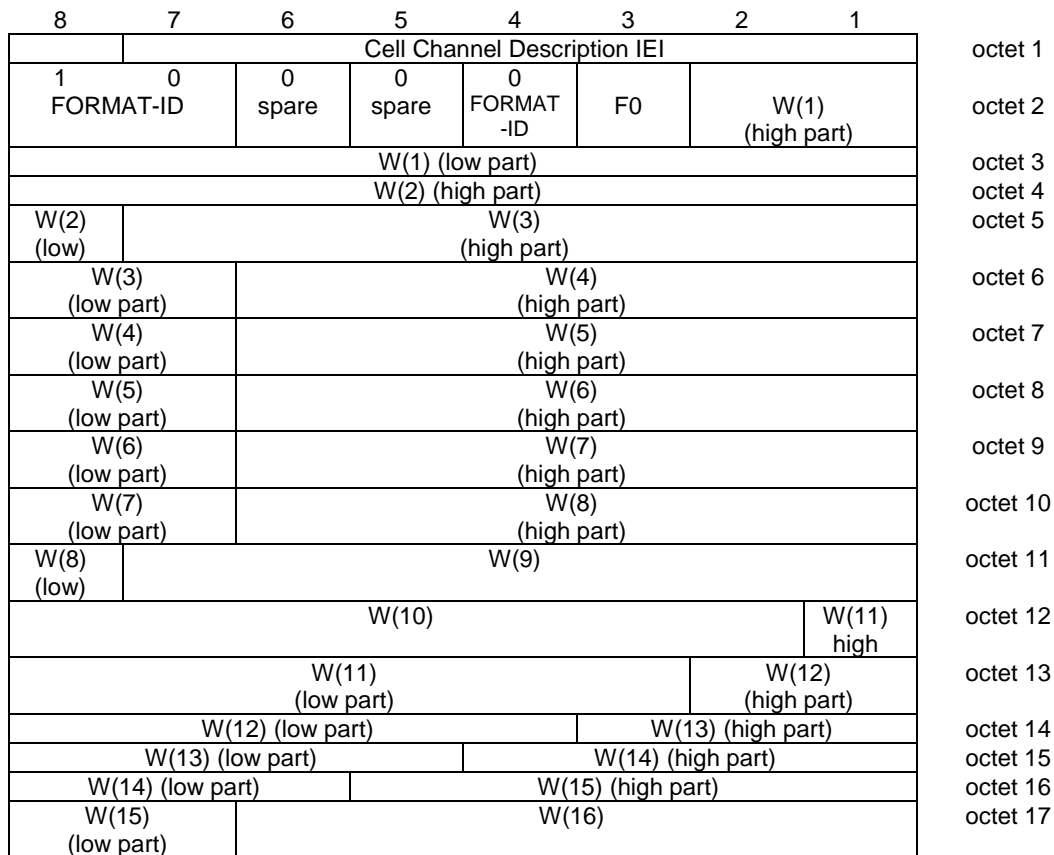 8 7 6 5 4 3 2 1
Cell Channel Description IEI octet 1
1 0 0 0 0
FORMAT-ID spare spare FORMAT F0 W(1) octet 2
-ID (high part)
W(1) (low part) octet 3
W(2) (high part) octet 4
W(2) W(3) octet 5
(low) (high part)
W(3) W(4) octet 6
(low part) (high part)
W(4) W(5) octet 7
(low part) (high part)
W(5) W(6) octet 8
(low part) (high part)
W(6) W(7) octet 9
(low part) (high part)
W(7) W(8) octet 10
(low part) (high part)
W(8) W(9) octet 11
(low)
W(10) W(11) octet 12
high
W(11) W(12) octet 13
(low part) (high part)
W(12) (low part) W(13) (high part) octet 14
W(13) (low part) W(14) (high part) octet 15
W(14) (low part) W(15) (high part) octet 16
W(15) W(16) octet 17
(low part)